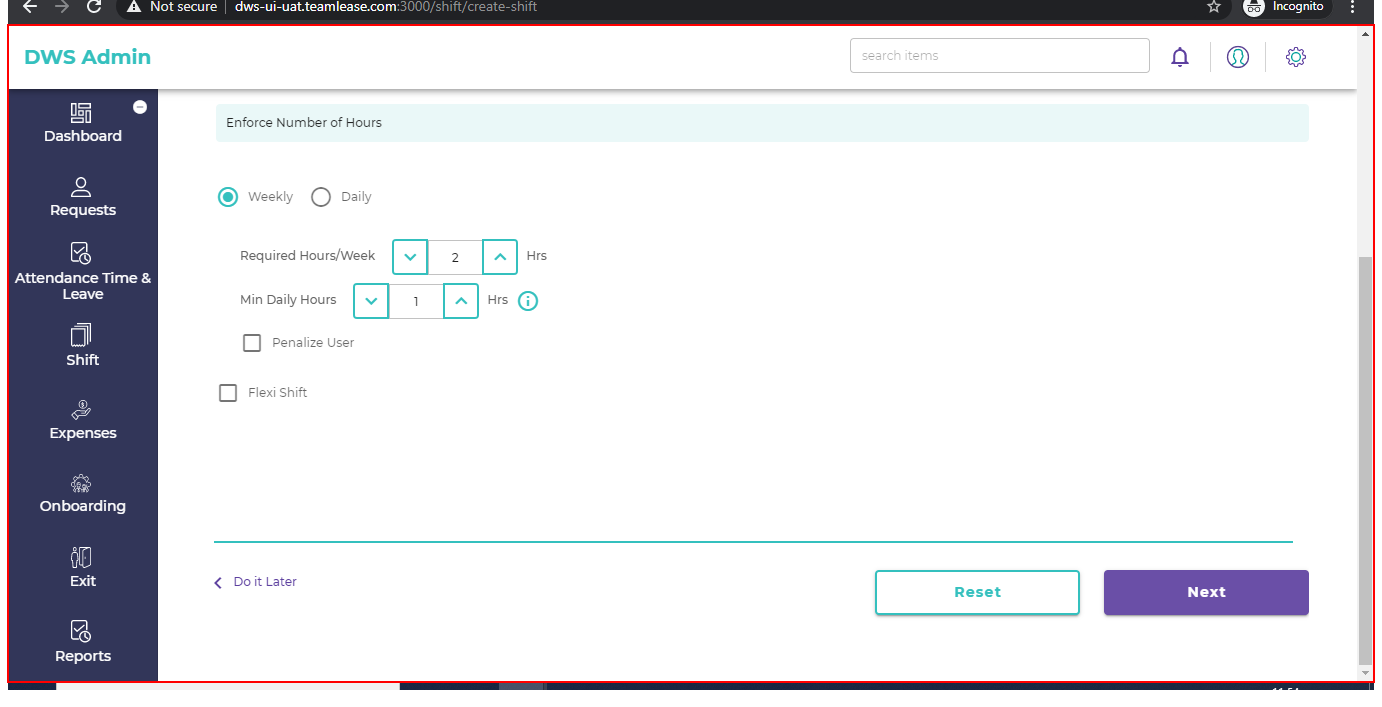 Not secure
dws-ui-uat.teamlease.com:3000/shift/create-shift
Incognito
DWS Admin
search items
Dashboard
Requests
Attendance Time &
Leave
Shift
Expenses
Onboarding
Exit
Reports
Enforce Number of Hours
Weekly
Daily
Required Hours/Week 2 Hrs
Min Daily Hours 1 Hrs
Penalize User
Flexi Shift
Do it Later
Reset
Next